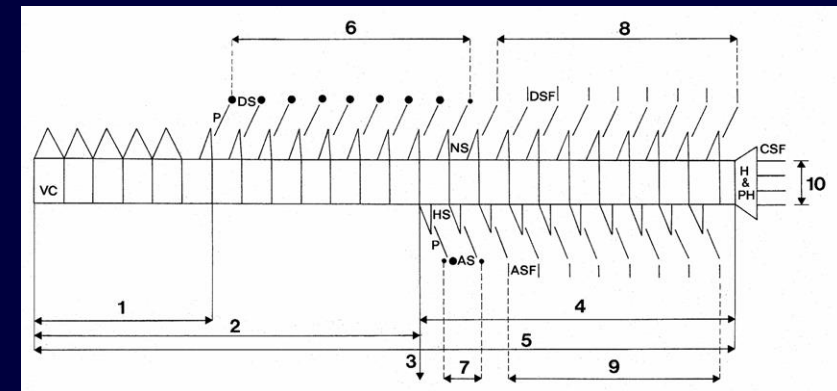 6 8
DS DSF
P
NS CSF
VC H & PH 10
HS
P
AS ASF
1 4
2 5
3 7 9